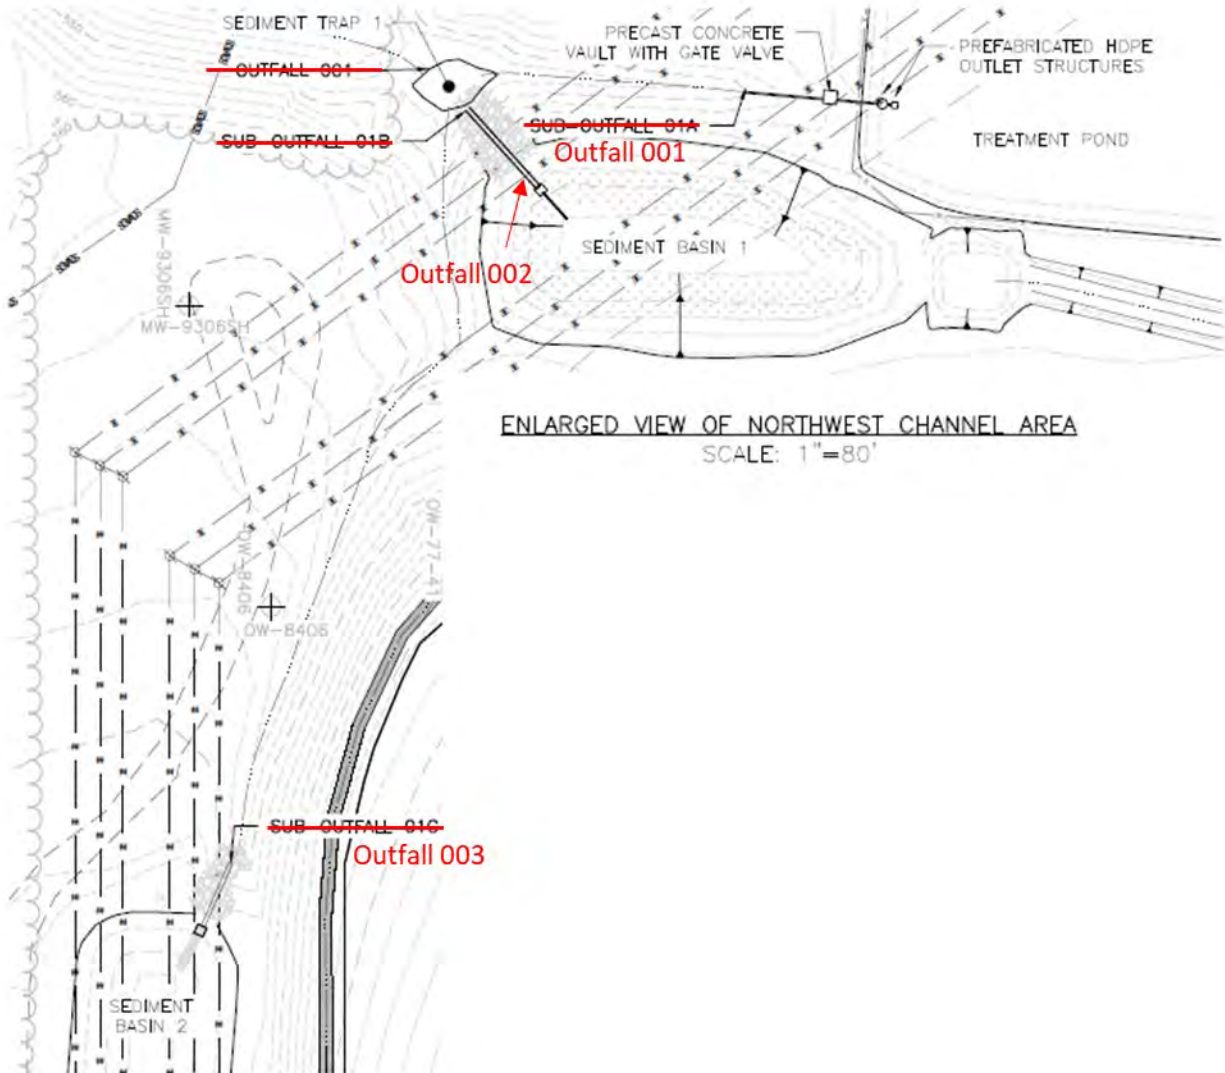 SEDIMENT TRAP 1
OUTFALL 001
SUB-OUTFALL 01B
PRECAST CONCRETE
VAULT WITH GATE VALVE
PREFABRICATED HDPE
OUTLET STRUCTURES
SUB-OUTFALL 01A
Outfall 001
TREATMENT POND
SEDIMENT BASIN 1
Outfall 002
MW-9306SH
MW-9306SH
ENLARGED VIEW OF NORTHWEST CHANNEL AREA
SCALE: 1"=80'
OW-77-41
OW-8406
OW-8406
SUB-OUTFALL 01C
Outfall 003
SEDIMENT
BASIN 2